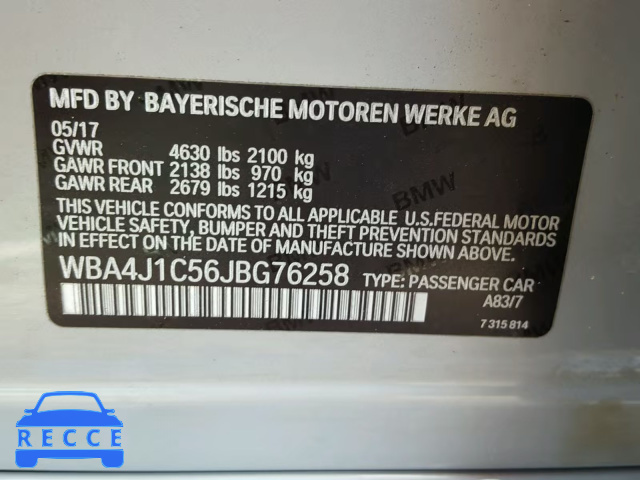 MFD BY BAYERISCHE MOTOREN WERKE AG
05/17
GVWR 4630 lbs 2100 kg
GAWR FRONT 2138 lbs 970 kg
GAWR REAR 2679 lbs 1215 kg
THIS VEHICLE CONFORMS TO ALL APPLICABLE U.S.FEDERAL MOTOR
VEHICLE SAFETY, BUMPER AND THEFT PREVENTION STANDARDS
IN EFFECT ON THE DATE OF MANUFACTURE SHOWN ABOVE.
WBA4J1C56JBG76258 TYPE: PASSENGER CAR
A83/7
7 315 814
BMW
RECCE